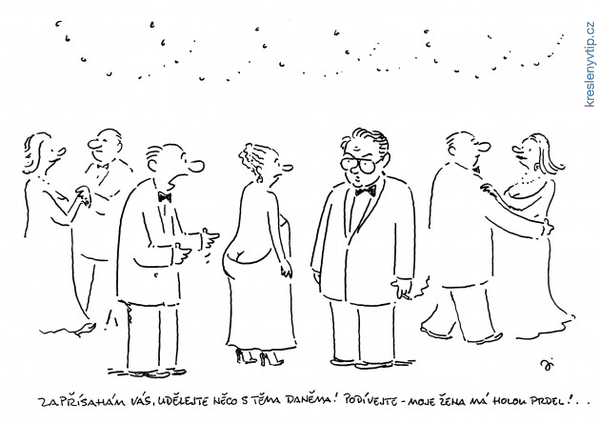 kreslenyvtip.cz
ZAPŘÍSAHÁM VÁS, UDĚLEJTE NĚCO S TĚMA DANĚMA! PODÍVEJTE - MOJE ŽENA MÁ HOLOU PRDEL!..